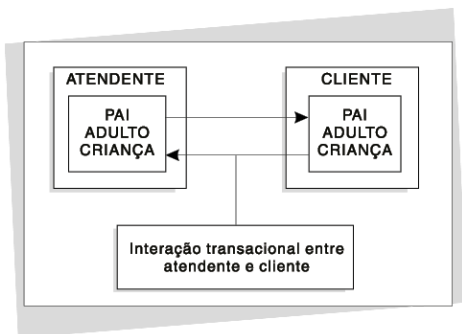 ATENDENTE
PAI
ADULTO
CRIANÇA
CLIENTE
PAI
ADULTO
CRIANÇA
Interação transacional entre
atendente e cliente